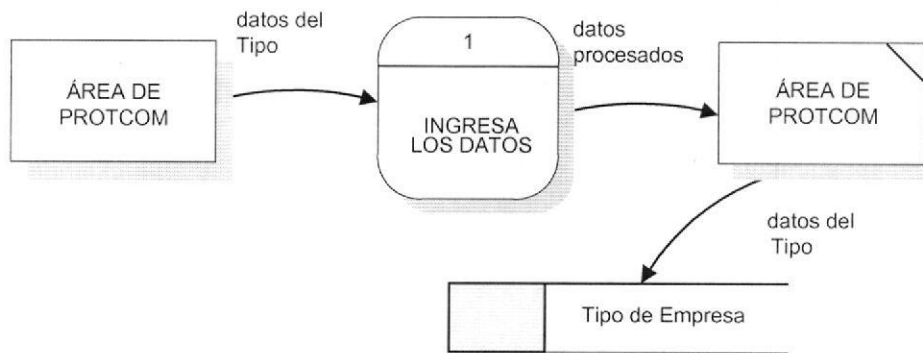 datos del
Tipo
ÁREA DE
PROTCOM
1
INGRESA
LOS DATOS
datos
procesados
ÁREA DE
PROTCOM
datos del
Tipo
Tipo de Empresa